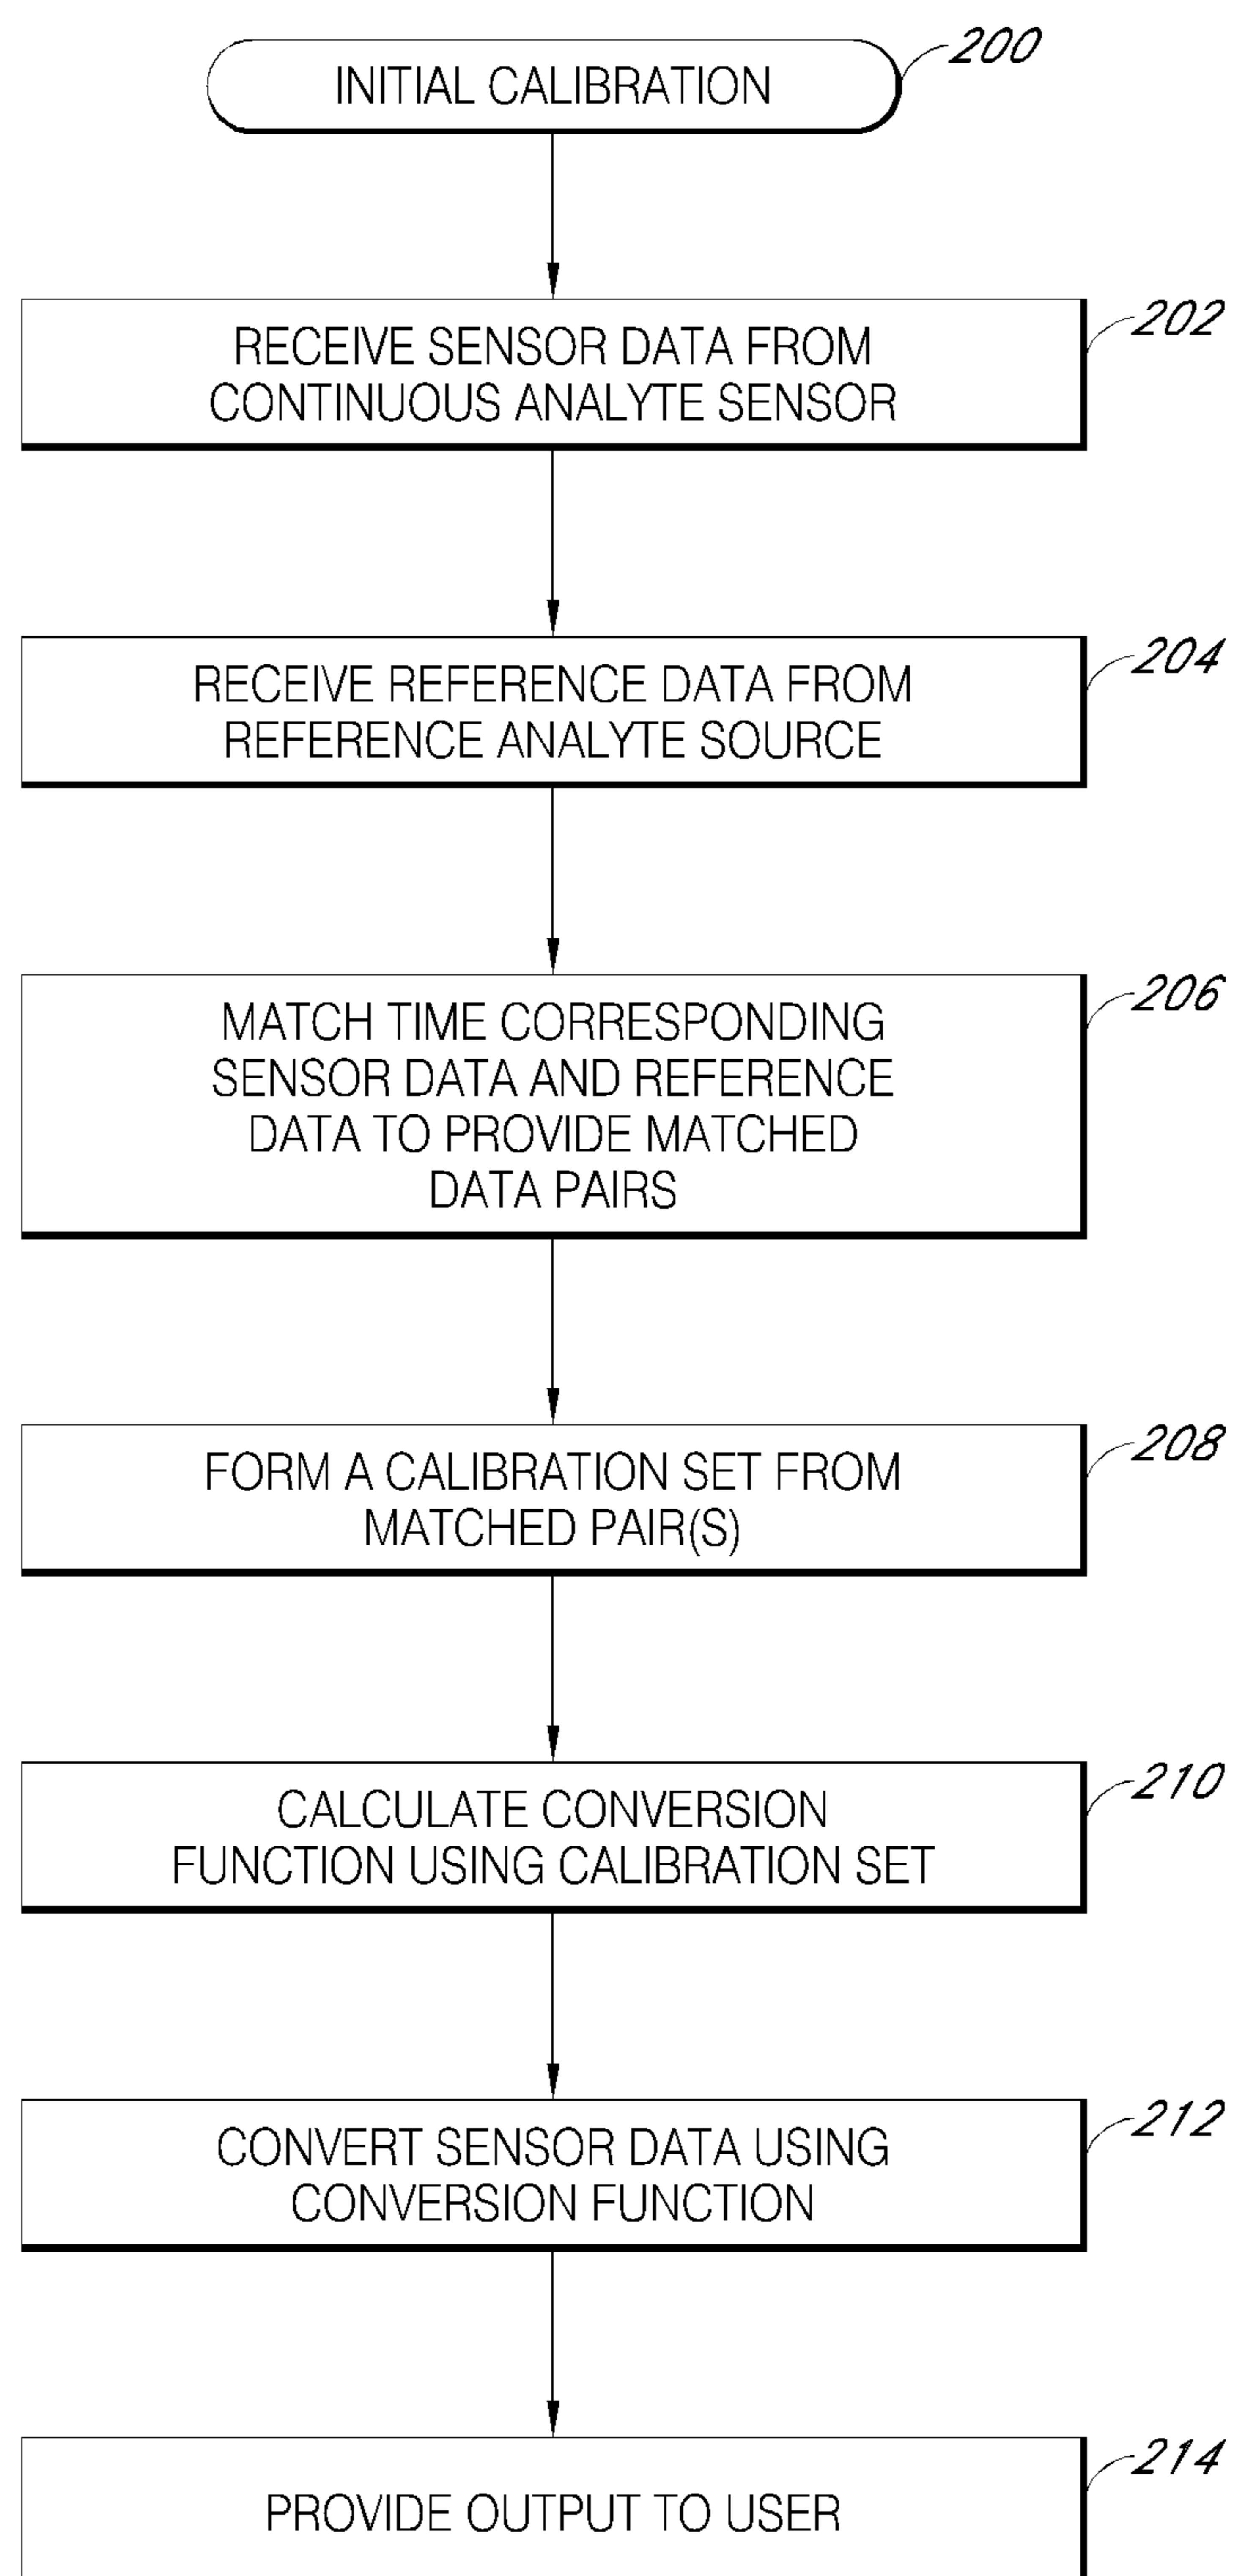 INITIAL CALIBRATION
200
RECEIVE SENSOR DATA FROM
CONTINUOUS ANALYTE SENSOR
202
RECEIVE REFERENCE DATA FROM
REFERENCE ANALYTE SOURCE
204
MATCH TIME CORRESPONDING
SENSOR DATA AND REFERENCE
DATA TO PROVIDE MATCHED
DATA PAIRS
206
FORM A CALIBRATION SET FROM
MATCHED PAIR(S)
208
CALCULATE CONVERSION
FUNCTION USING CALIBRATION SET
210
CONVERT SENSOR DATA USING
CONVERSION FUNCTION
212
PROVIDE OUTPUT TO USER
214